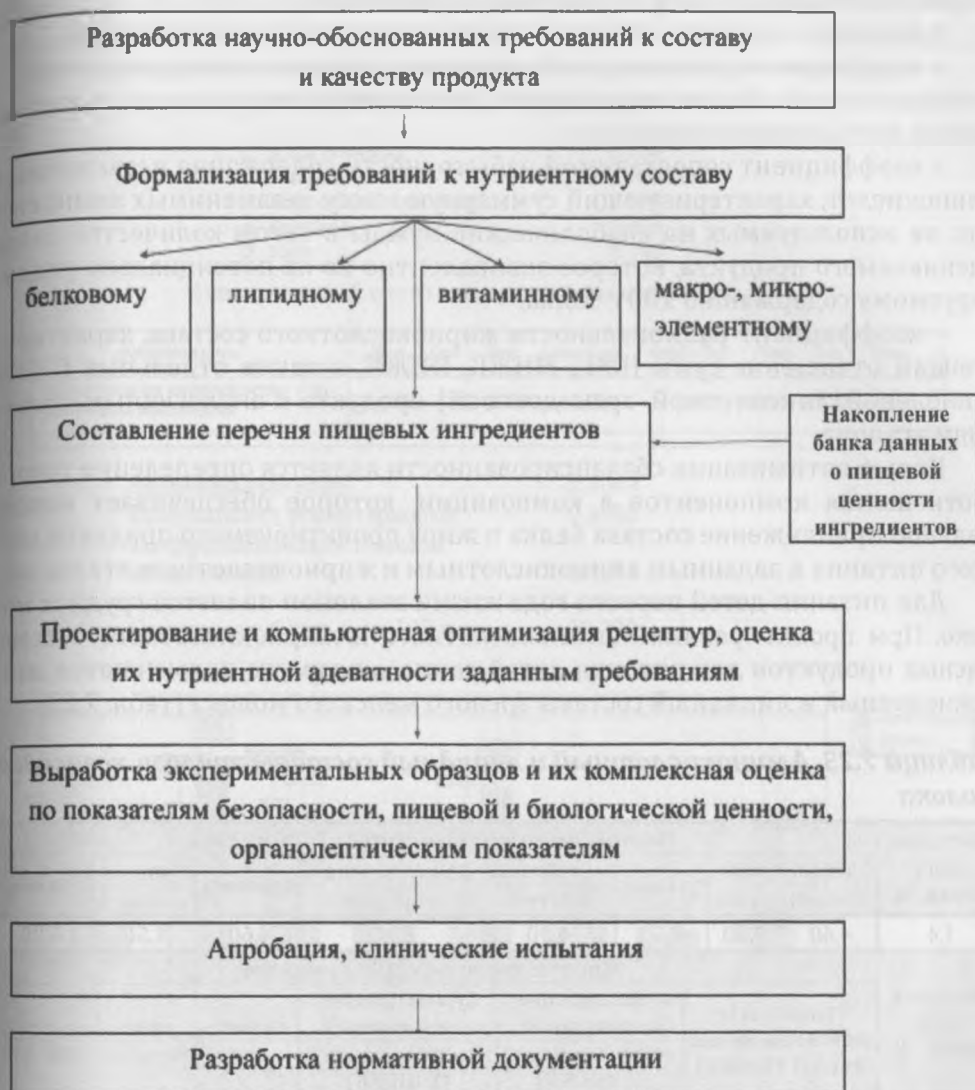 Разработка научно-обоснованных требований к составу
и качеству продукта
Формализация требований к нутриентному составу
белковому липидному витаминному макро-, микро-
элементному
Составление перечня пищевых ингредиентов
Накопление
банка данных
о пищевой
ценности
ингредиентов
Проектирование и компьютерная оптимизация рецептур, оценка
их нутриентной адеватности заданным требованиям
Выработка экспериментальных образцов и их комплексная оценка
по показателям безопасности, пищевой и биологической ценности,
органолептическим показателям
Апробация, клинические испытания
Разработка нормативной документации